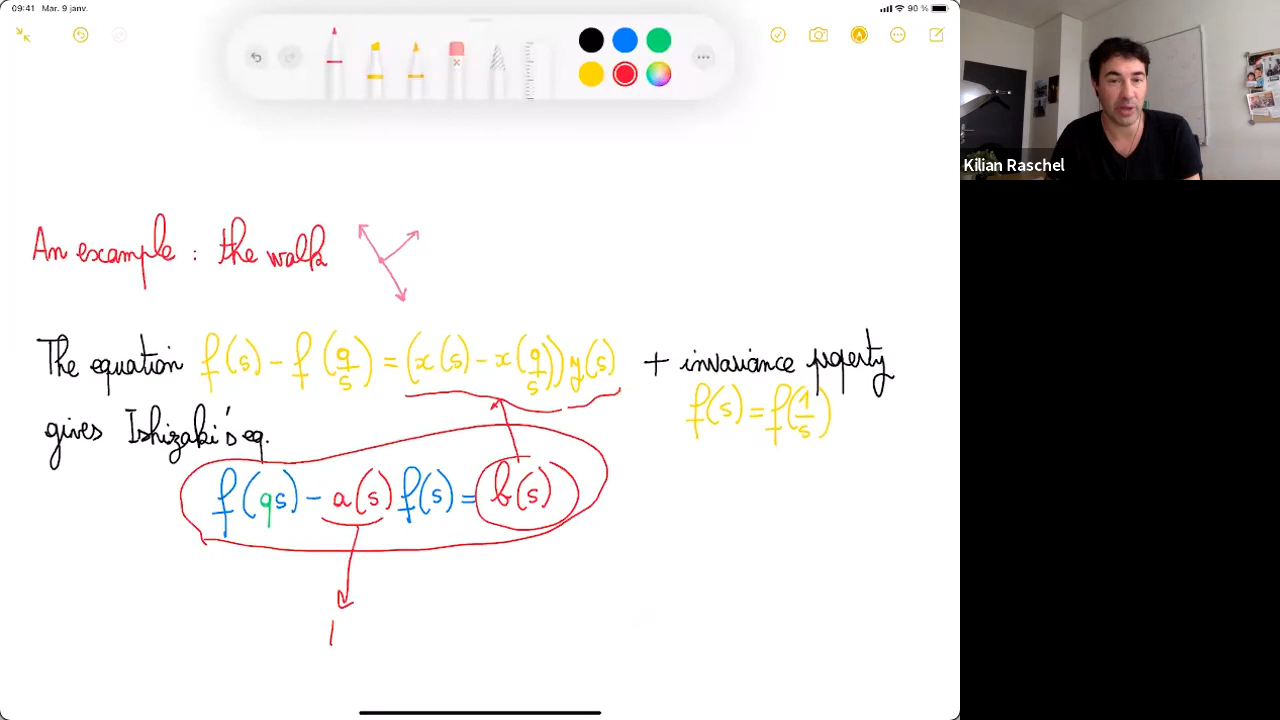 09:41 Mar. 9 janv.
90 %
Kilian Raschel
An example : the walk
The equation f(s) - f(q/s) = (x(s) - x(q/s)) y(s) + invariance property
f(s) = f(1/s)
gives Ishizaki's eq.
f(qs) - a(s) f(s) = b(s)
1